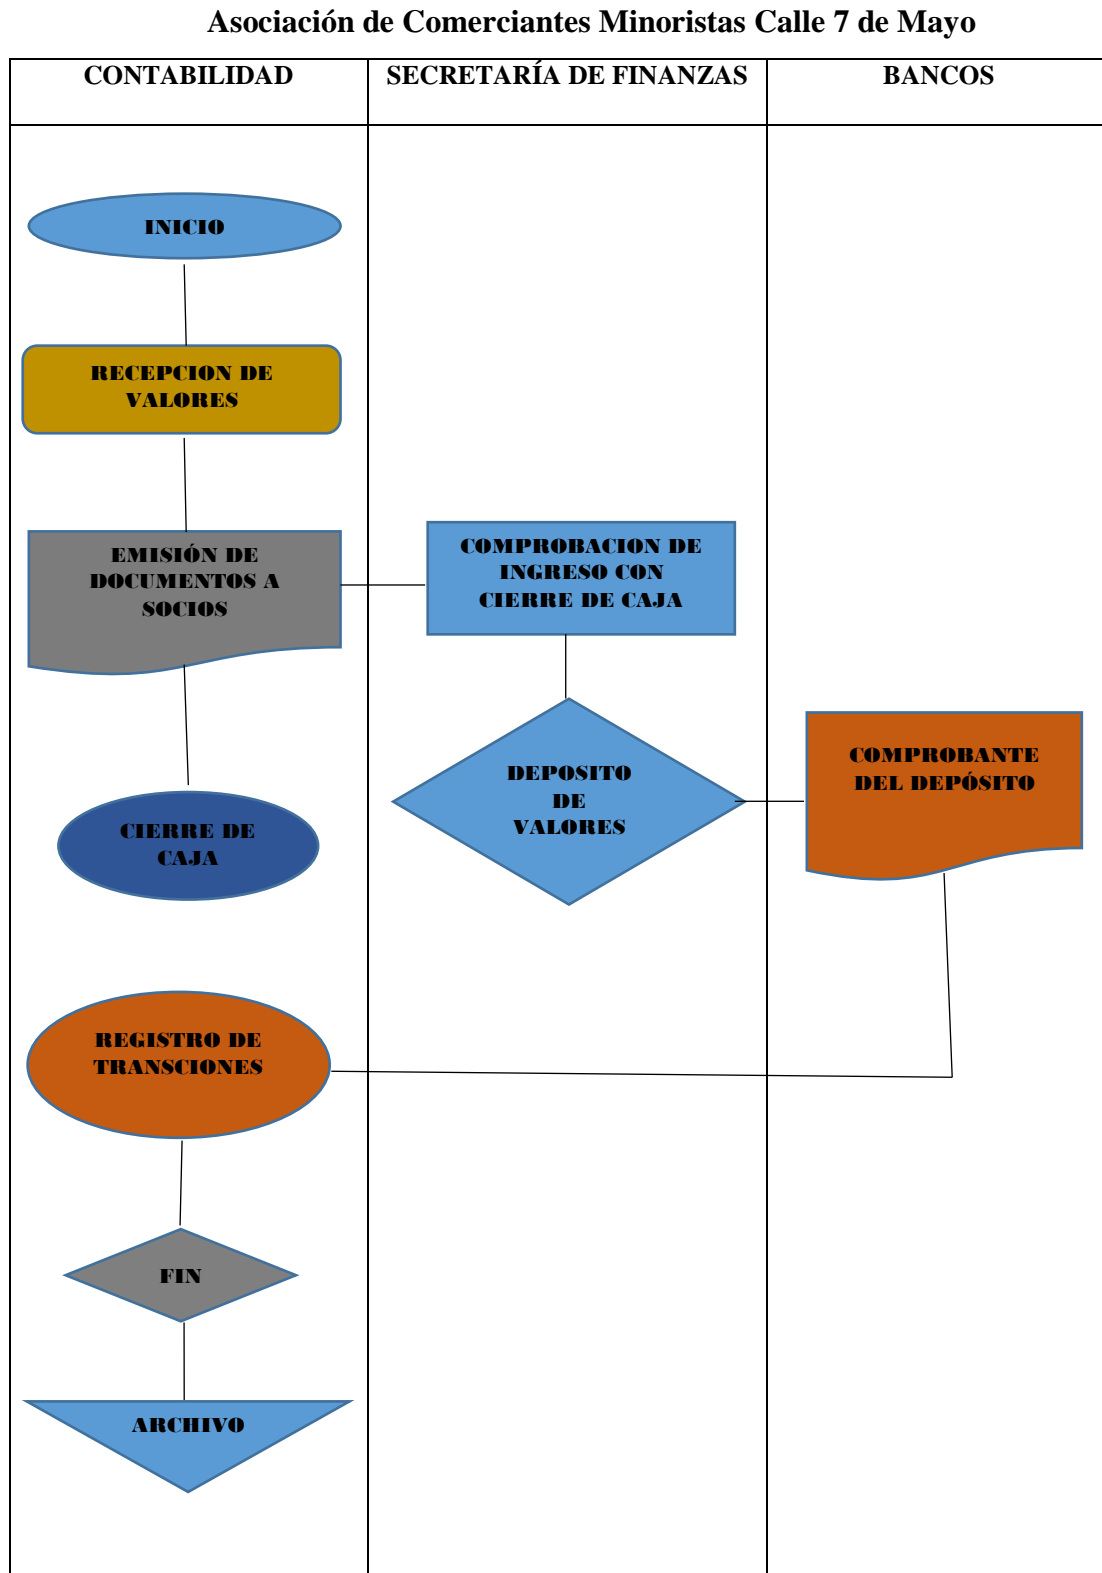 Asociación de Comerciantes Minoristas Calle 7 de Mayo
CONTABILIDAD
SECRETARÍA DE FINANZAS
BANCOS
INICIO
RECEPCION DE
VALORES
EMISIÓN DE
DOCUMENTOS A
SOCIOS
COMPROBACION DE
INGRESO CON
CIERRE DE CAJA
DEPOSITO
DE
VALORES
COMPROBANTE
DEL DEPÓSITO
CIERRE DE
CAJA
REGISTRO DE
TRANSCIONES
FIN
ARCHIVO